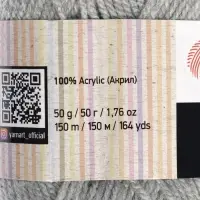 100% Acrylic (Акрил)
50 g / 50 г / 1,76 oz
150 m / 150 м / 164 yds
yarnart_official